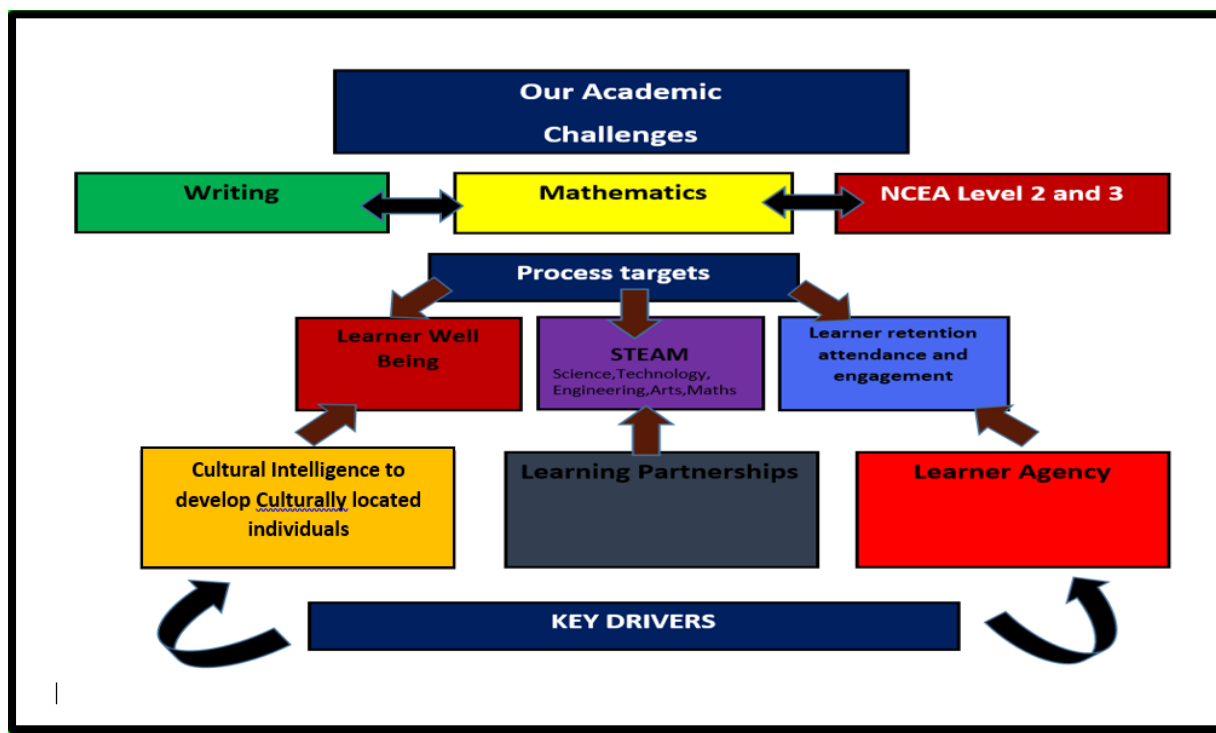 Our Academic
Challenges
Writing
Mathematics
NCEA Level 2 and 3
Process targets
Learner Well
Being
STEAM
Science,Technology,
Engineering,Arts,Maths
Learner retention
attendance and
engagement
Cultural Intelligence to
develop Culturally located
individuals
Learning Partnerships
Learner Agency
KEY DRIVERS